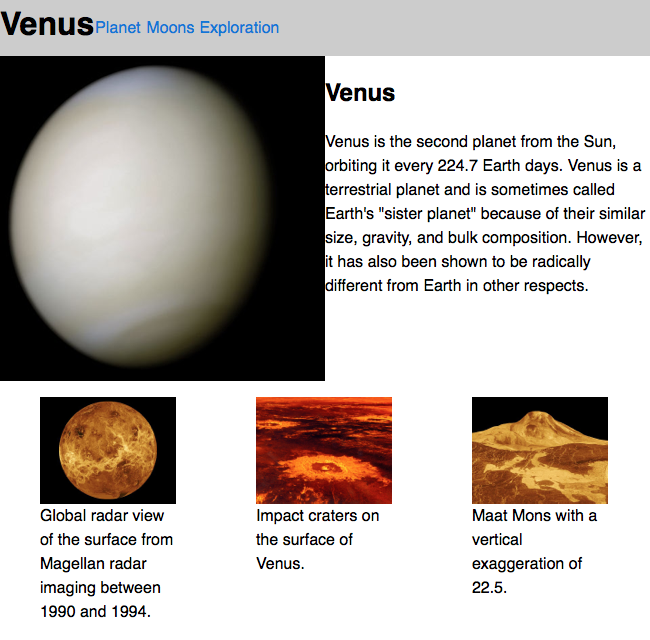 Venus Planet Moons Exploration
Venus
Venus is the second planet from the Sun,
orbiting it every 224.7 Earth days. Venus is a
terrestrial planet and is sometimes called
Earth's "sister planet" because of their similar
size, gravity, and bulk composition. However,
it has also been shown to be radically
different from Earth in other respects.
Global radar view
of the surface from
Magellan radar
imaging between
1990 and 1994.
Impact craters on
the surface of
Venus.
Maat Mons with a
vertical
exaggeration of
22.5.